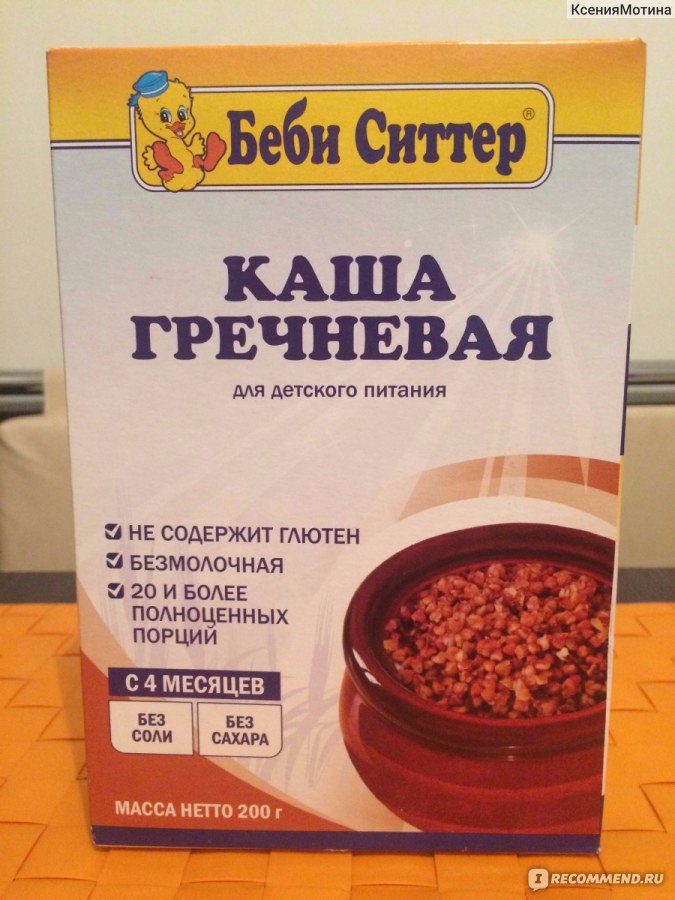 КсенияМотина
Беби Ситтер®
КАША
ГРЕЧНЕВАЯ
для детского питания
НЕ СОДЕРЖИТ ГЛЮТЕН
БЕЗМОЛОЧНАЯ
20 И БОЛЕЕ
ПОЛНОЦЕННЫХ
ПОРЦИЙ
С 4 МЕСЯЦЕВ
БЕЗ
СОЛИ
БЕЗ
САХАРА
МАССА НЕТТО 200 г
IRECOMMEND.RU